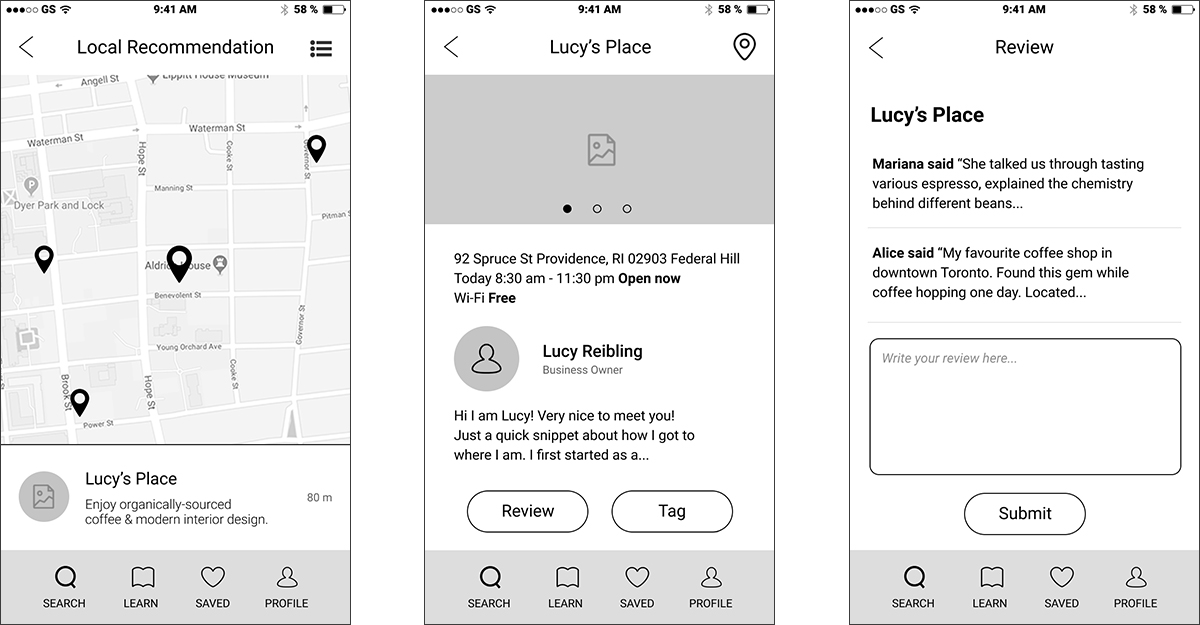 GS 9:41 AM 58 %
Local Recommendation
Angell St
Lippitt House Museum
Waterman St
Waterman St
Hope St
Cooke St
Governor St
Manning St
Dyer Park and Lock
Pitman S
Aldrich House
Benevolent St
Governor St
Young Orchard Ave
Cooke St
Brook St
Hope St
Power St
Lucy's Place
Enjoy organically-sourced
coffee & modern interior design.
80 m
SEARCH LEARN SAVED PROFILE
GS 9:41 AM 58 %
Lucy's Place
92 Spruce St Providence, RI 02903 Federal Hill
Today 8:30 am - 11:30 pm Open now
Wi-Fi Free
Lucy Reibling
Business Owner
Hi I am Lucy! Very nice to meet you!
Just a quick snippet about how I got to
where I am. I first started as a...
Review Tag
SEARCH LEARN SAVED PROFILE
GS 9:41 AM 58 %
Review
Lucy's Place
Mariana said “She talked us through tasting
various espresso, explained the chemistry
behind different beans...
Alice said “My favourite coffee shop in
downtown Toronto. Found this gem while
coffee hopping one day. Located...
Write your review here...
Submit
SEARCH LEARN SAVED PROFILE